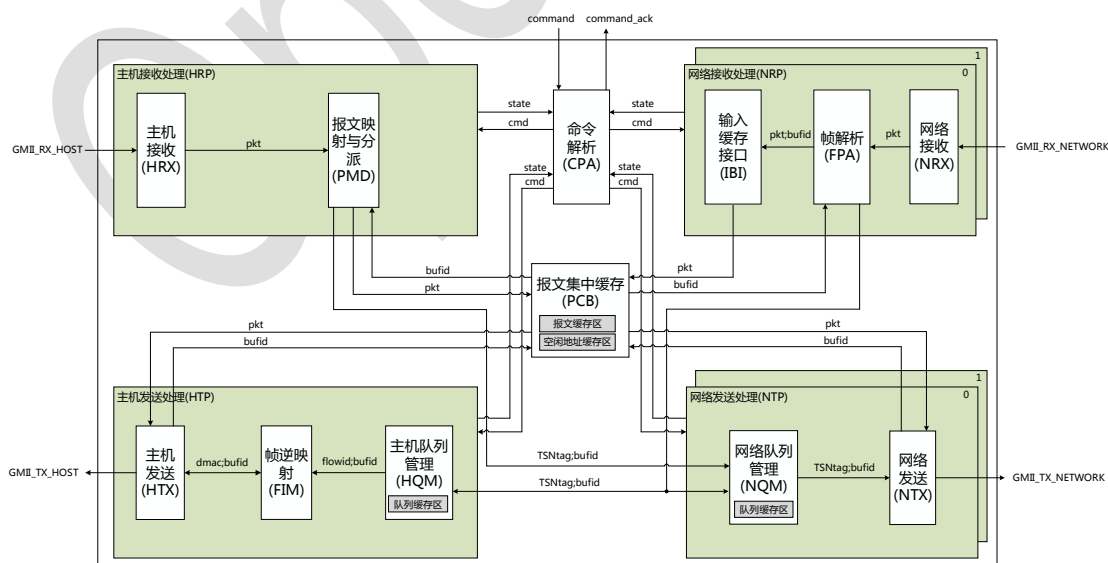 command
command_ack
主机接收处理(HRP)
主机
接收
(HRX)
报文映
射与分
派
(PMD)
pkt
GMII_RX_HOST
state
cmd
命令
解析
(CPA)
state
cmd
state
cmd
state
cmd
1
0
网络接收处理(NRP)
输入
缓存
接口
(IBI)
pkt;bufid
帧解析
(FPA)
pkt
网络
接收
(NRX)
GMII_RX_NETWORK
bufid
pkt
报文集中缓存
(PCB)
报文缓存区
空闲地址缓存区
pkt
bufid
pkt
bufid
pkt
bufid
主机发送处理(HTP)
主机
发送
(HTX)
dmac;bufid
帧逆映
射
(FIM)
flowid;bufid
主机队列
管理
(HQM)
队列缓存区
GMII_TX_HOST
TSNtag;bufid
TSNtag;bufid
1
0
网络发送处理(NTP)
网络队列
管理
(NQM)
队列缓存区
TSNtag;bufid
网络
发送
(NTX)
GMII_TX_NETWORK